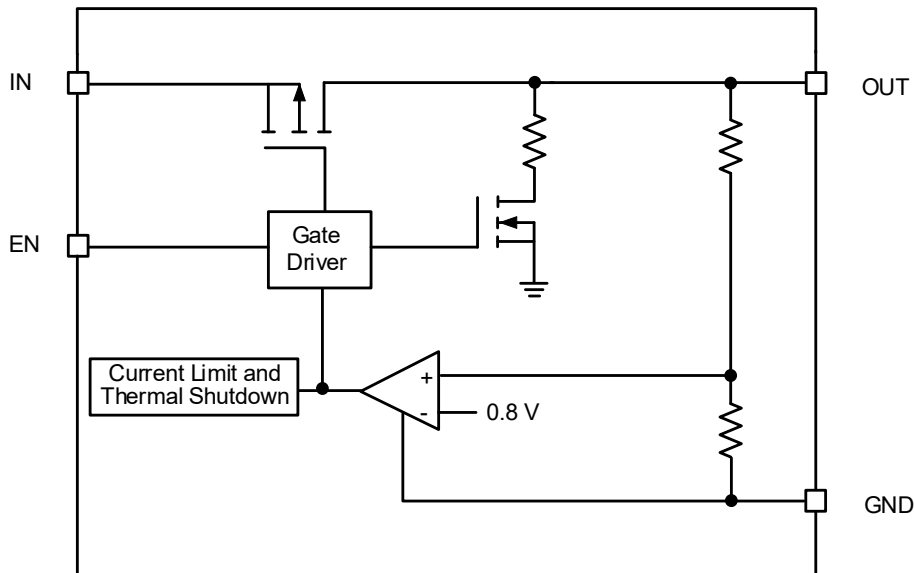 IN
OUT
EN
Gate
Driver
Current Limit and
Thermal Shutdown
+
-
0.8 V
GND